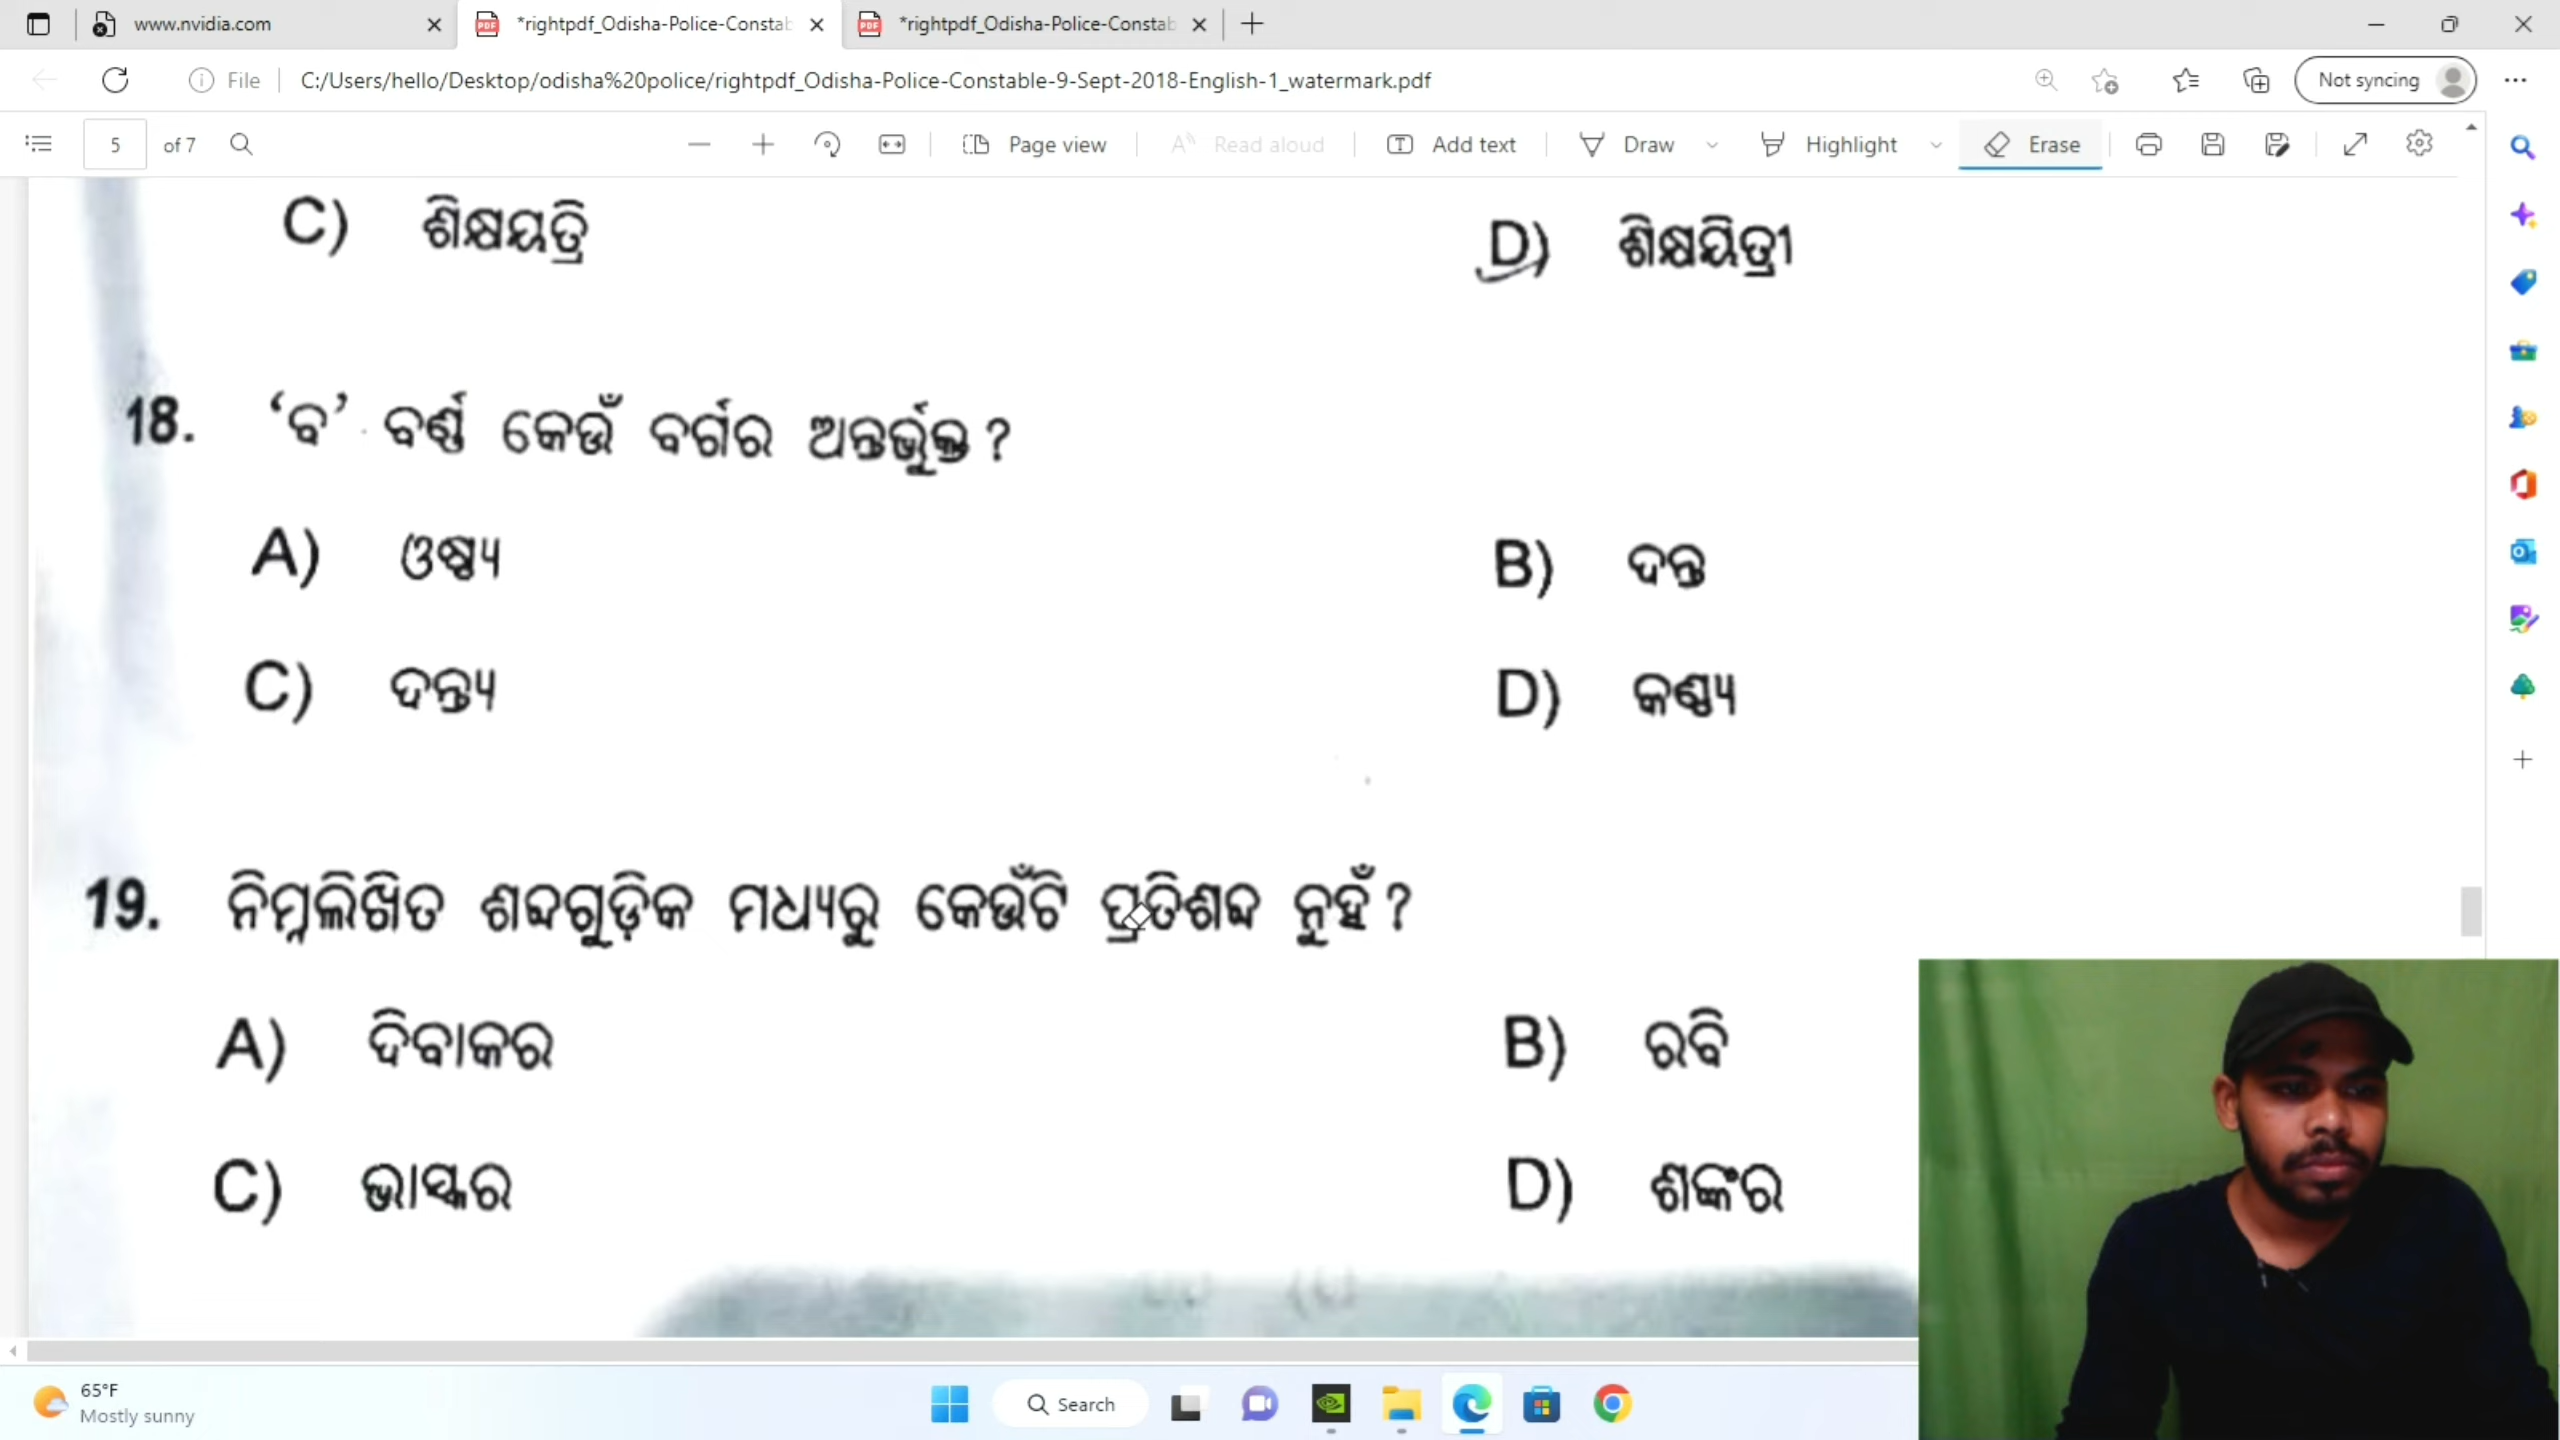 www.nvidia.com
*rightpdf_Odisha-Police-Constab
*rightpdf_Odisha-Police-Constab
File
C:/Users/hello/Desktop/odisha%20police/rightpdf_Odisha-Police-Constable-9-Sept-2018-English-1_watermark.pdf
Not syncing
5 of 7
Page view
Read aloud
Add text
Draw
Highlight
Erase
C) ଶିକ୍ଷୟତ୍ରି
D) ଶିକ୍ଷୟିତ୍ରୀ
18. ‘ବ’ ବର୍ଣ୍ଣ କେଉଁ ବର୍ଗର ଅନ୍ତର୍ଭୁକ୍ତ ?
A) ଓଷ୍ଠ୍ୟ
B) ଦନ୍ତ
C) ଦନ୍ତ୍ୟ
D) କଣ୍ଠ୍ୟ
19. ନିମ୍ନଲିଖିତ ଶବ୍ଦଗୁଡ଼ିକ ମଧ୍ୟରୁ କେଉଁଟି ପ୍ରତିଶବ୍ଦ ନୁହଁ ?
A) ଦିବାକର
B) ରବି
C) ଭାସ୍କର
D) ଶଙ୍କର
65°F
Mostly sunny
Search